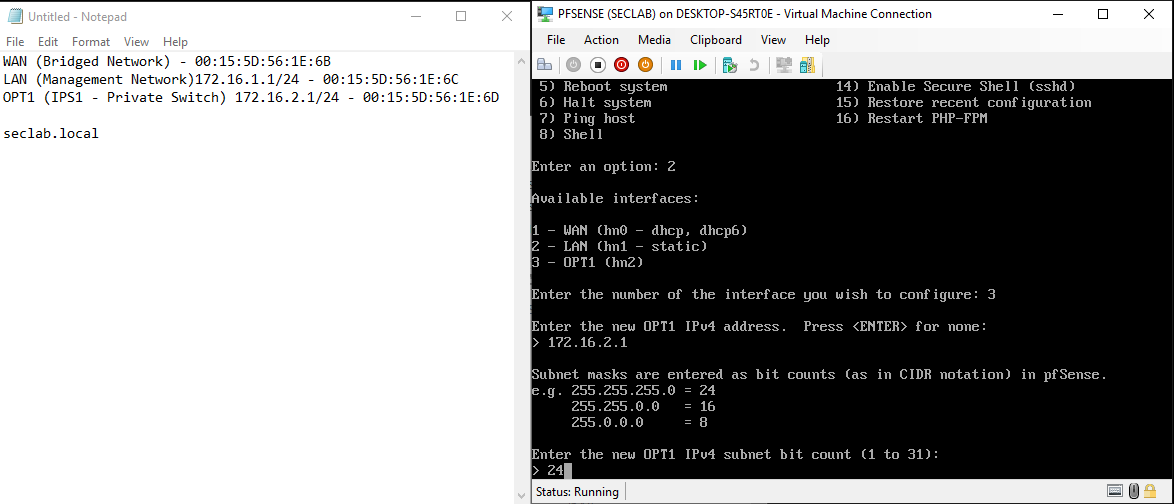 Untitled - Notepad
File Edit Format View Help
WAN (Bridged Network) - 00:15:5D:56:1E:6B
LAN (Management Network)172.16.1.1/24 - 00:15:5D:56:1E:6C
OPT1 (IPS1 - Private Switch) 172.16.2.1/24 - 00:15:5D:56:1E:6D
seclab.local
PFSENSE (SECLAB) on DESKTOP-S45RT0E - Virtual Machine Connection
File Action Media Clipboard View Help
5) Reboot system 14) Enable Secure Shell (sshd)
6) Halt system 15) Restore recent configuration
7) Ping host 16) Restart PHP-FPM
8) Shell
Enter an option: 2
Available interfaces:
1 - WAN (hn0 - dhcp, dhcp6)
2 - LAN (hn1 - static)
3 - OPT1 (hn2)
Enter the number of the interface you wish to configure: 3
Enter the new OPT1 IPv4 address. Press <ENTER> for none:
> 172.16.2.1
Subnet masks are entered as bit counts (as in CIDR notation) in pfSense.
e.g. 255.255.255.0 = 24
255.255.0.0 = 16
255.0.0.0 = 8
Enter the new OPT1 IPv4 subnet bit count (1 to 31):
> 24
Status: Running